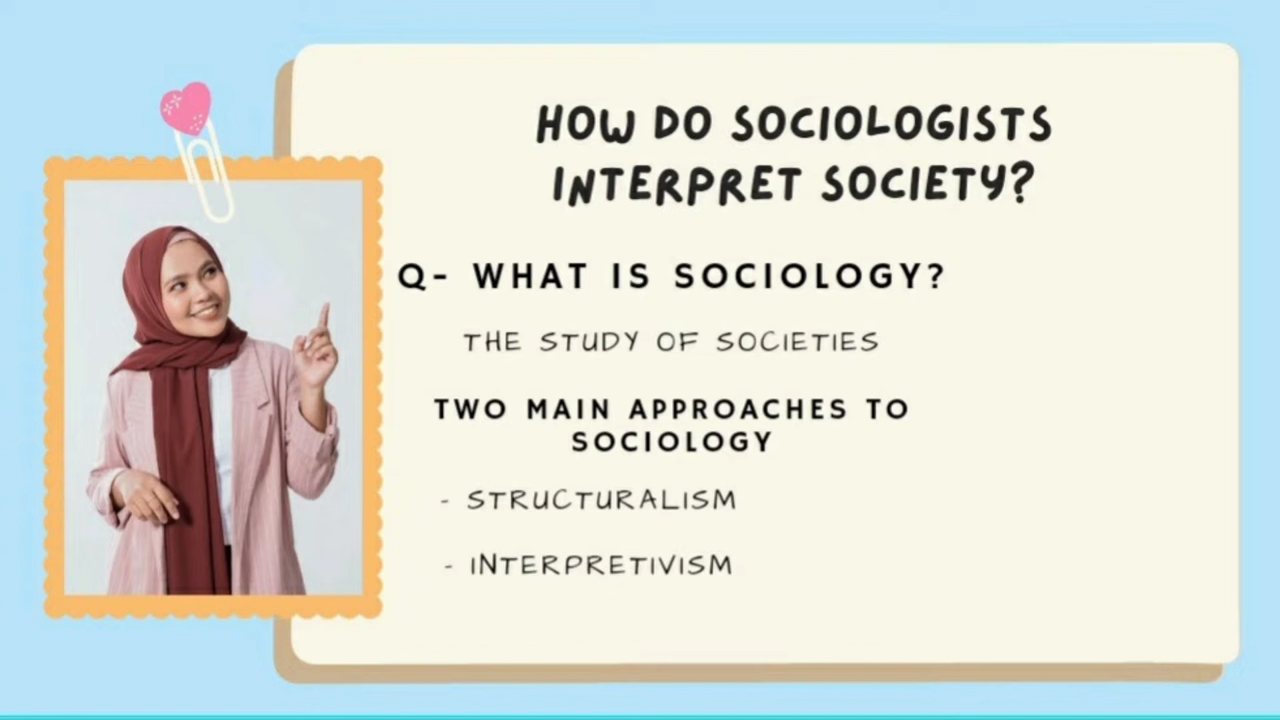 HOW DO SOCIOLOGISTS
INTERPRET SOCIETY?
Q- WHAT IS SOCIOLOGY?
THE STUDY OF SOCIETIES
TWO MAIN APPROACHES TO
SOCIOLOGY
- STRUCTURALISM
- INTERPRETIVISM